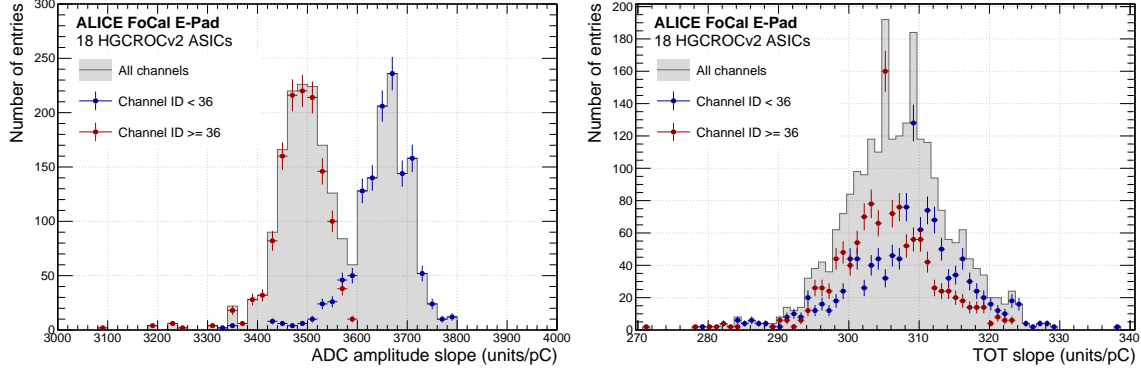 ALICE FoCal E-Pad
18 HGCROCv2 ASICs
All channels
Channel ID < 36
Channel ID >= 36
Number of entries
300
250
200
150
100
50
0
3000 3100 3200 3300 3400 3500 3600 3700 3800 3900 4000
ADC amplitude slope (units/pC)
ALICE FoCal E-Pad
18 HGCROCv2 ASICs
All channels
Channel ID < 36
Channel ID >= 36
Number of entries
200
180
160
140
120
100
80
60
40
20
0
270 280 290 300 310 320 330 340
TOT slope (units/pC)